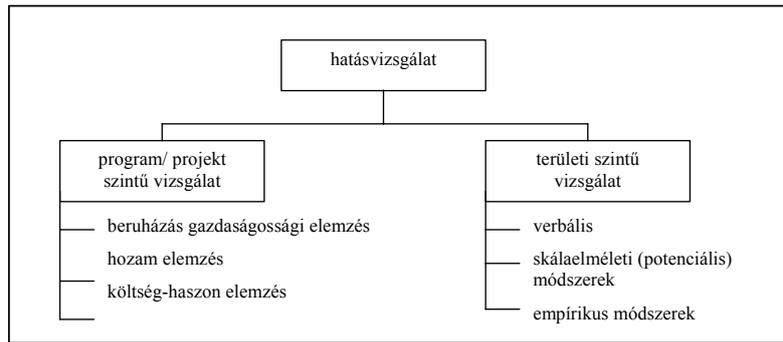 hatásvizsgálat
program/ projekt
szintű vizsgálat
beruházás gazdaságossági elemzés
hozam elemzés
költség-haszon elemzés
területi szintű
vizsgálat
verbális
skálaelméleti (potenciális)
módszerek
empírikus módszerek